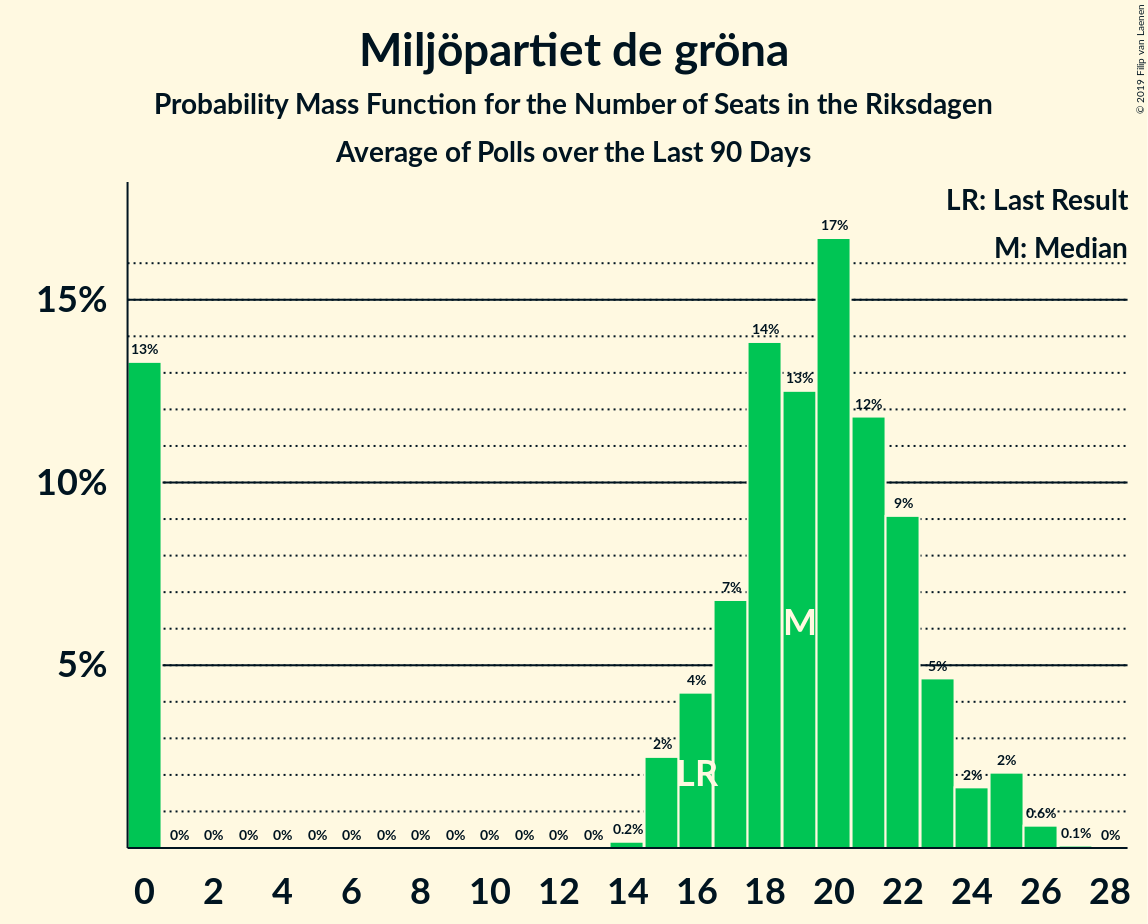 Miljöpartiet de gröna
Probability Mass Function for the Number of Seats in the Riksdagen
Average of Polls over the Last 90 Days
© 2019 Filip van Laenen
LR: Last Result
M: Median
15%
10%
5%
13% 0% 0% 0% 0% 0% 0% 0% 0% 0% 0% 0% 0% 0% 0.2% 2% 4% 7% 14% 13% 17% 12% 9% 5% 2% 2% 0.6% 0.1% 0%
M
LR
0 2 4 6 8 10 12 14 16 18 20 22 24 26 28